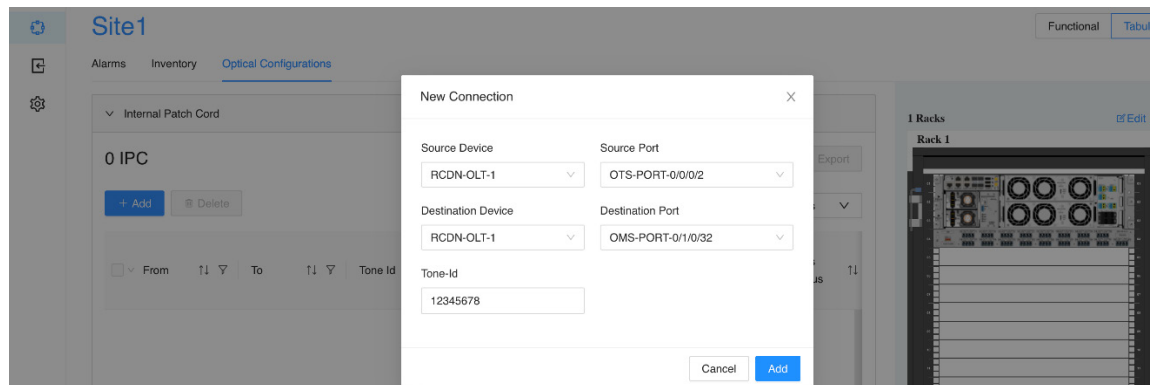 Site1
Functional
Alarms Inventory Optical Configurations
New Connection
Internal Patch Cord
1 Racks Edit
Rack 1
0 IPC
Export
+ Add Delete
Source Device Source Port
RCDN-OLT-1 OTS-PORT-0/0/0/2
Destination Device Destination Port
RCDN-OLT-1 OMS-PORT-0/1/0/32
From To Tone Id
Tone-Id
12345678
Cancel Add